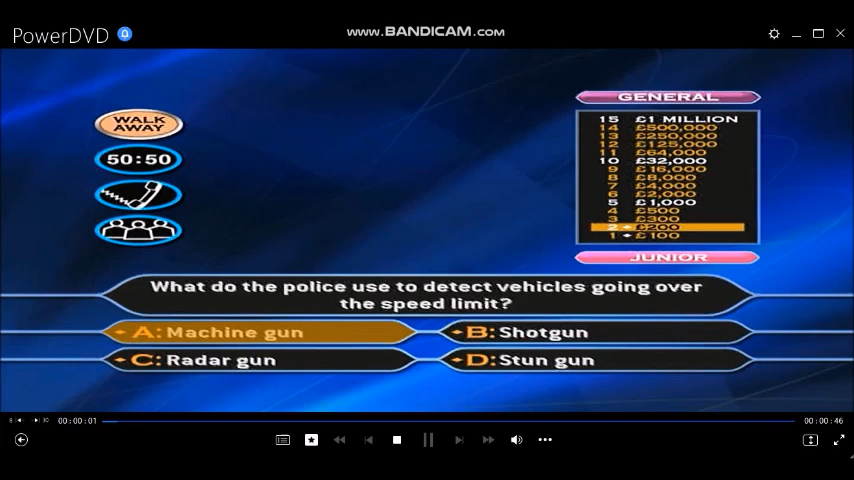 PowerDVD
www.BANDICAM.com
WALK
AWAY
50:50
GENERAL
15 £1 MILLION
14 £500,000
13 £250,000
12 £125,000
11 £64,000
10 £32,000
9 £16,000
8 £8,000
7 £4,000
6 £2,000
5 £1,000
4 £500
3 £300
2 £200
1 £100
JUNIOR
What do the police use to detect vehicles going over
the speed limit?
A: Machine gun
B: Shotgun
C: Radar gun
D: Stun gun
00:00:01
00:00:46